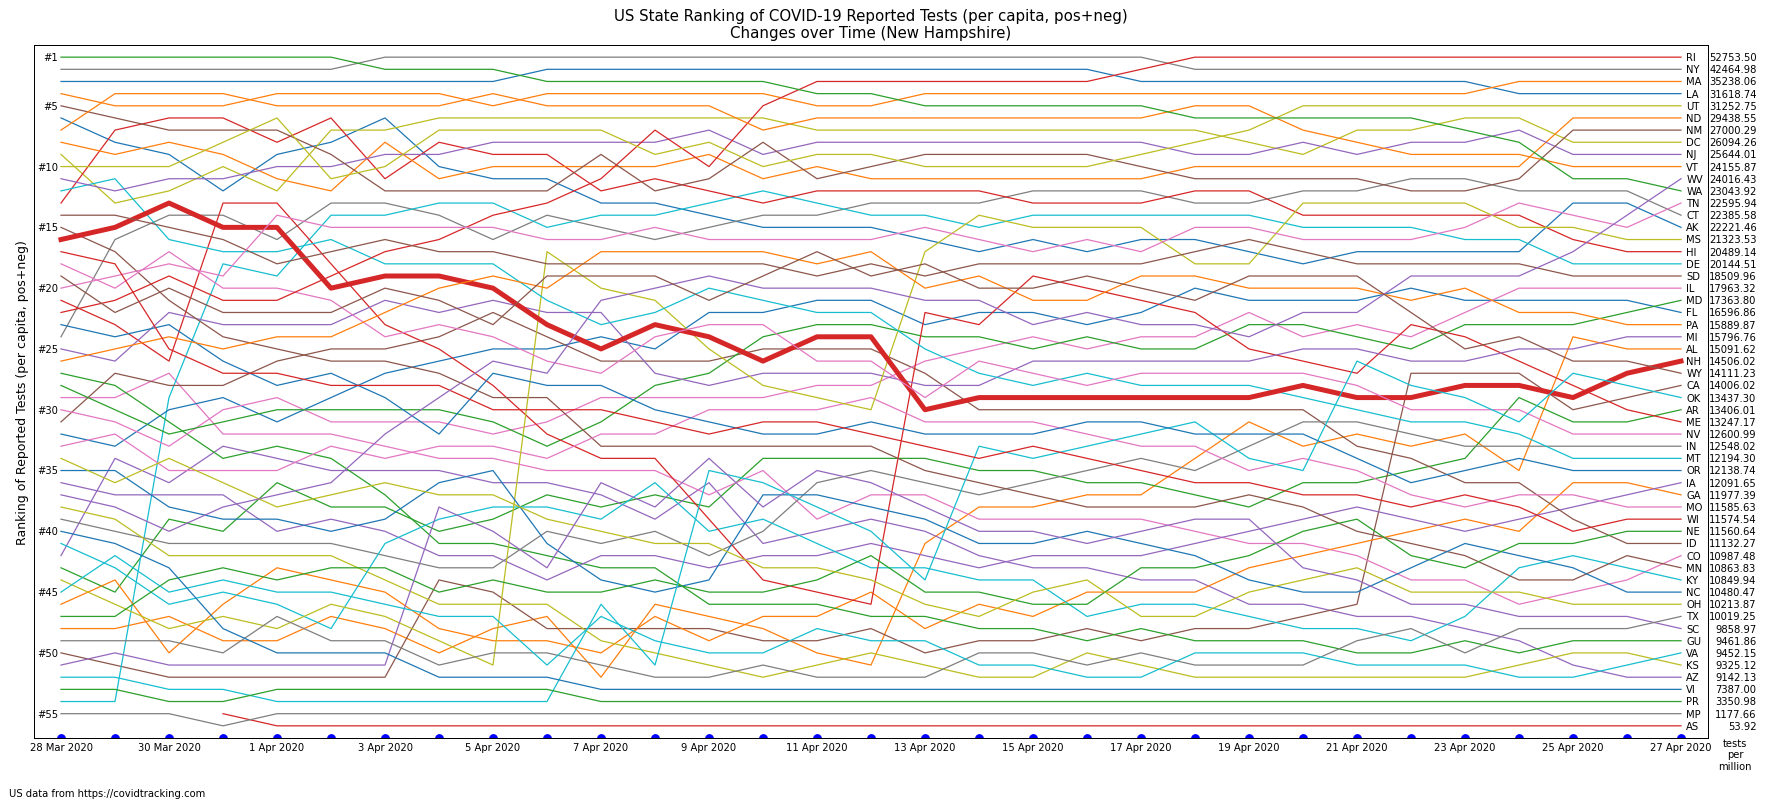 US State Ranking of COVID-19 Reported Tests (per capita, pos+neg)
Changes over Time (New Hampshire)
Ranking of Reported Tests (per capita, pos+neg)
#1
#5
#10
#15
#20
#25
#30
#35
#40
#45
#50
#55
RI 52753.50
NY 42464.98
MA 35238.06
LA 31618.74
UT 31252.75
ND 29438.55
NM 27000.29
DC 26094.26
NJ 25644.01
VT 24155.87
WV 24016.43
WA 23043.92
TN 22595.94
CT 22385.58
AK 22221.46
MS 21323.53
HI 20489.14
DE 20144.51
SD 18509.96
IL 17963.32
MD 17363.80
FL 16596.86
PA 15889.87
MI 15796.76
AL 15091.62
NH 14506.02
WY 14111.23
CA 14006.02
OK 13437.30
AR 13406.01
ME 13247.17
NV 12600.99
IN 12548.02
MT 12194.30
OR 12138.74
IA 12091.65
GA 11977.39
MO 11585.63
WI 11574.54
NE 11560.64
ID 11132.27
CO 10987.48
MN 10863.83
KY 10849.94
NC 10480.47
OH 10213.87
TX 10019.25
SC 9858.97
GU 9461.86
VA 9452.15
KS 9325.12
AZ 9142.13
VI 7387.00
PR 3350.98
MP 1177.66
AS 53.92
28 Mar 2020 30 Mar 2020 1 Apr 2020 3 Apr 2020 5 Apr 2020 7 Apr 2020 9 Apr 2020 11 Apr 2020 13 Apr 2020 15 Apr 2020 17 Apr 2020 19 Apr 2020 21 Apr 2020 23 Apr 2020 25 Apr 2020 27 Apr 2020
tests
per
million
US data from https://covidtracking.com